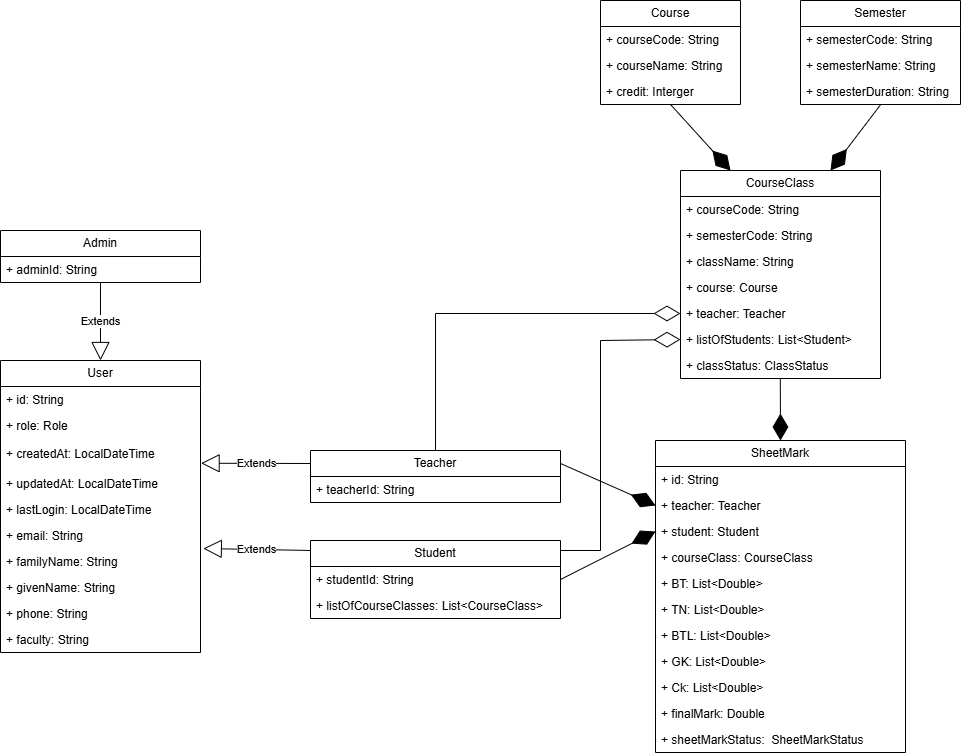 Course
+ courseCode: String
+ courseName: String
+ credit: Interger
Semester
+ semesterCode: String
+ semesterName: String
+ semesterDuration: String
CourseClass
+ courseCode: String
+ semesterCode: String
+ className: String
+ course: Course
+ teacher: Teacher
+ listOfStudents: List<Student>
+ classStatus: ClassStatus
Admin
+ adminId: String
Extends
User
+ id: String
+ role: Role
+ createdAt: LocalDateTime
+ updatedAt: LocalDateTime
+ lastLogin: LocalDateTime
+ email: String
+ familyName: String
+ givenName: String
+ phone: String
+ faculty: String
Extends
Teacher
+ teacherId: String
Extends
Student
+ studentId: String
+ listOfCourseClasses: List<CourseClass>
SheetMark
+ id: String
+ teacher: Teacher
+ student: Student
+ courseClass: CourseClass
+ BT: List<Double>
+ TN: List<Double>
+ BTL: List<Double>
+ GK: List<Double>
+ Ck: List<Double>
+ finalMark: Double
+ sheetMarkStatus: SheetMarkStatus